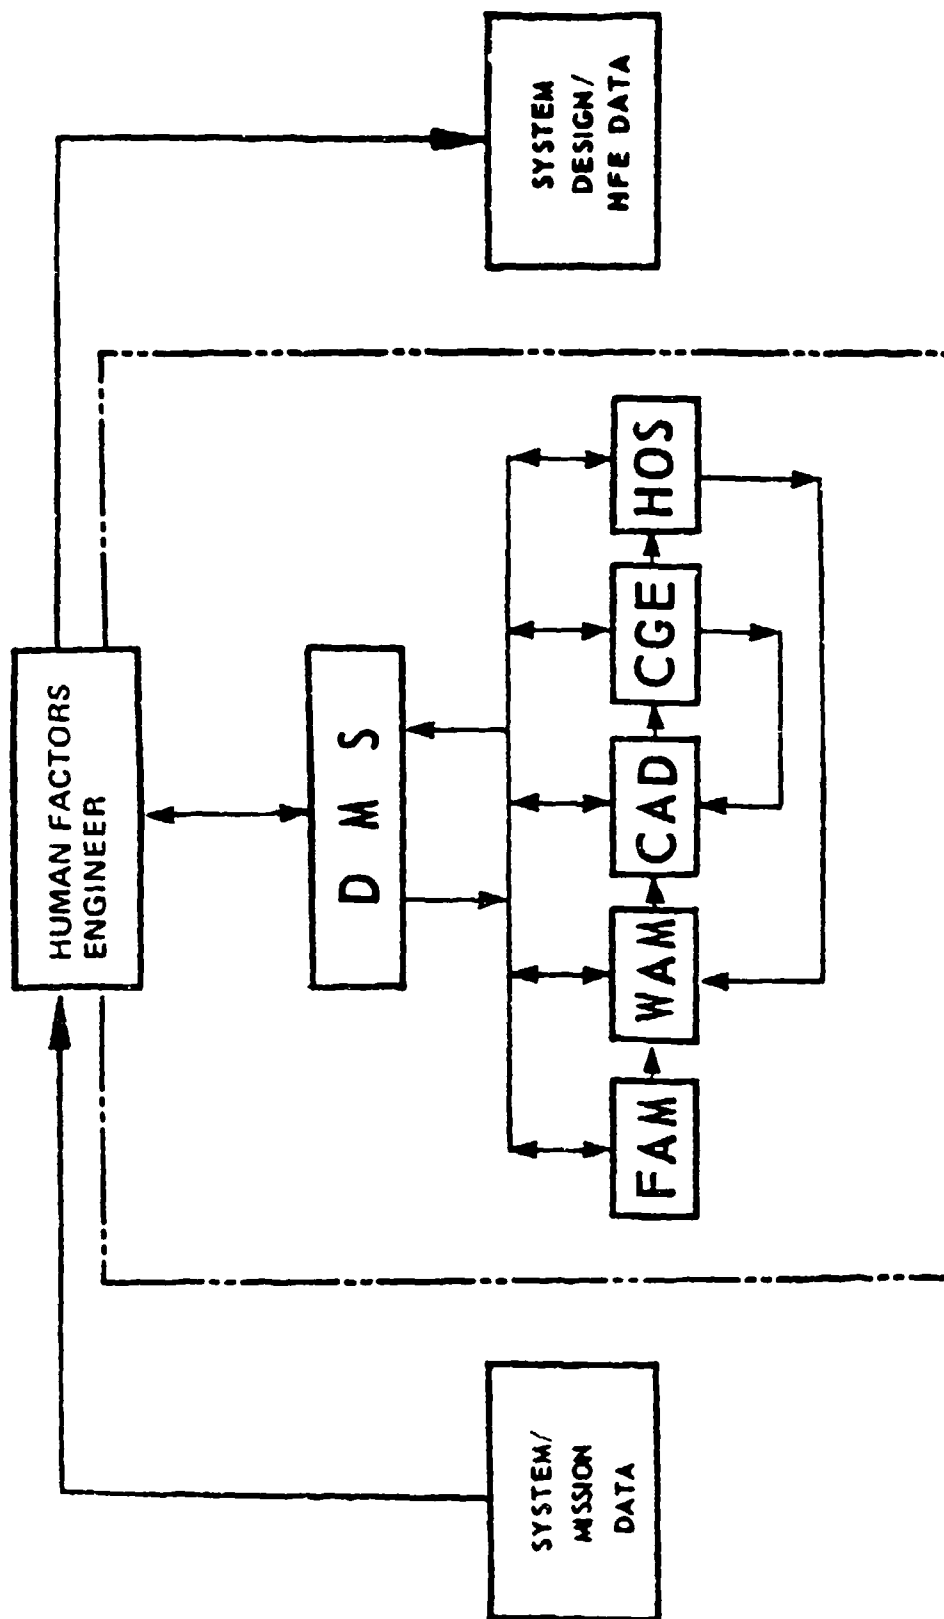 HUMAN FACTORS
ENGINEER
D M S
FAM
WAM
CAD
CGE
HOS
SYSTEM/
MISSION
DATA
SYSTEM
DESIGN/
HFE DATA